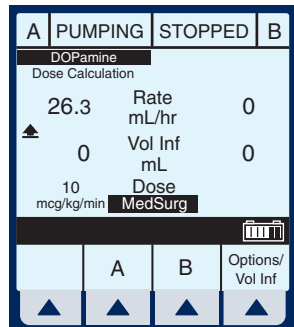 A PUMPING STOPPED B
DOPamine
Dose Calculation
26.3 Rate 0
mL/hr
0 Vol Inf 0
mL
10 Dose
mcg/kg/min MedSurg
A B Options/
Vol Inf